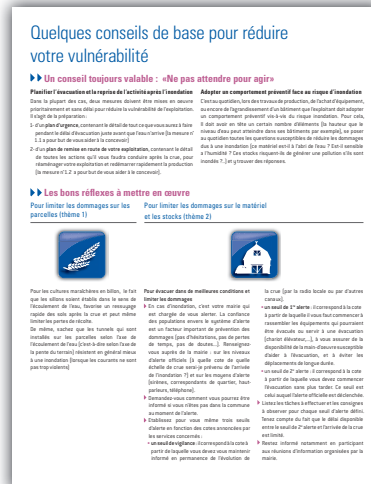 Quelques conseils de base pour réduire
votre vulnérabilité
Un conseil toujours valable : «Ne pas attendre pour agir»
Planifier l'évacuation et la reprise de l'activité après l'inondation
Dans la plupart des cas, deux mesures doivent être mises en oeuvre
prioritairement et sans délai pour réduire la vulnérabilité de l'exploitation.
Il s'agit de la préparation:
1- d'un plan d'urgence, contenant le détail de tout ce que vous aurez à faire
pendant le délai d'évacuation juste avant que l'eau n'arrive (la mesure n°
1.1 a pour but de vous aider à le concevoir)
2- d'un plan de remise en route de votre exploitation, contenant le détail
de toutes les actions qu'il vous faudra conduire après la crue, pour
réaménager votre exploitation et redémarrer rapidement la production
(la mesure n°1.2 a pour but de vous aider à le concevoir).
Adopter un comportement préventif face au risque d'inondation
C'est au quotidien, lors des travaux de production, de l'achat d'équipement,
ou encore de l'agrandissement d'un bâtiment que l'exploitant doit adopter
un comportement préventif vis-à-vis du risque inondation. Pour cela,
il doit avoir en tête un certain nombre d'éléments (la hauteur que le
niveau d'eau peut atteindre dans ses bâtiments par exemple), se poser
au quotidien toutes les questions susceptibles de réduire les dommages
dus à une inondation (ce matériel est-il à l'abri de l'eau ? Est-il sensible
à l'humidité ? Ces stocks risquent-ils de générer une pollution s'ils sont
inondés ?..) et y trouver des réponses.
Les bons réflexes à mettre en œuvre
Pour limiter les dommages sur les
parcelles (thème 1)
Pour limiter les dommages sur le matériel
et les stocks (thème 2)
Pour les cultures maraîchères en billon, le fait
que les sillons soient établis dans le sens de
l'écoulement de l'eau, favorise un ressuyage
rapide des sols après la crue et peut même
limiter les pertes de récolte.
De même, sachez que les tunnels qui sont
installés sur les parcelles selon l'axe de
l'écoulement de l'eau (c'est-à-dire selon l'axe de
la pente du terrain) résistent en général mieux
à une inondation (lorsque les courants ne sont
pas trop violents)
Pour évacuer dans de meilleures conditions et
limiter les dommages
En cas d'inondation, c'est votre mairie qui
est chargée de vous alerter. La confiance
des populations envers le système d'alerte
est un facteur important de prévention des
dommages (pas d'hésitations, pas de pertes
de temps, pas de doutes...). Renseignez
vous auprès de la mairie : sur les niveaux
d'alerte officiels (à quelle cote de quelle
échelle de crue serai-je prévenu de l'arrivée
de l'inondation ?) et sur les moyens d'alerte
(sirènes, correspondants de quartier, haut-
parleurs, téléphone).
Demandez-vous comment vous pourrez être
informé si vous n'êtes pas dans la commune
au moment de l'alerte.
Etablissez pour vous même trois seuils
d'alerte en fonction des cotes annoncées par
les services concernés :
• un seuil de vigilance : il correspond à la cote à
partir de laquelle vous devez vous maintenir
informé en permanence de l'évolution de
la crue (par la radio locale ou par d'autres
canaux).
• un seuil de 1er alerte : il correspond à la cote
à partir de laquelle il vous faut commencer à
rassembler les équipements qui pourraient
être évacués ou servir à une évacuation
(chariot élévateur,...), à vous assurer de la
disponibilité de la main-d'œuvre susceptible
d'aider à l'évacuation, et à éviter les
déplacements de longue durée.
• un seuil de 2e alerte : il correspond à la cote
à partir de laquelle vous devez commencer
l'évacuation sans plus tarder. Ce seuil est
celui auquel l'alerte officielle est déclenchée.
Listez les tâches à effectuer et les consignes
à observer pour chaque seuil d'alerte défini.
Tenez compte du fait que le délai disponible
entre le seuil de 2e alerte et l'arrivée de la crue
est limité.
Restez informé notamment en participant
aux réunions d'information organisées par la
mairie.